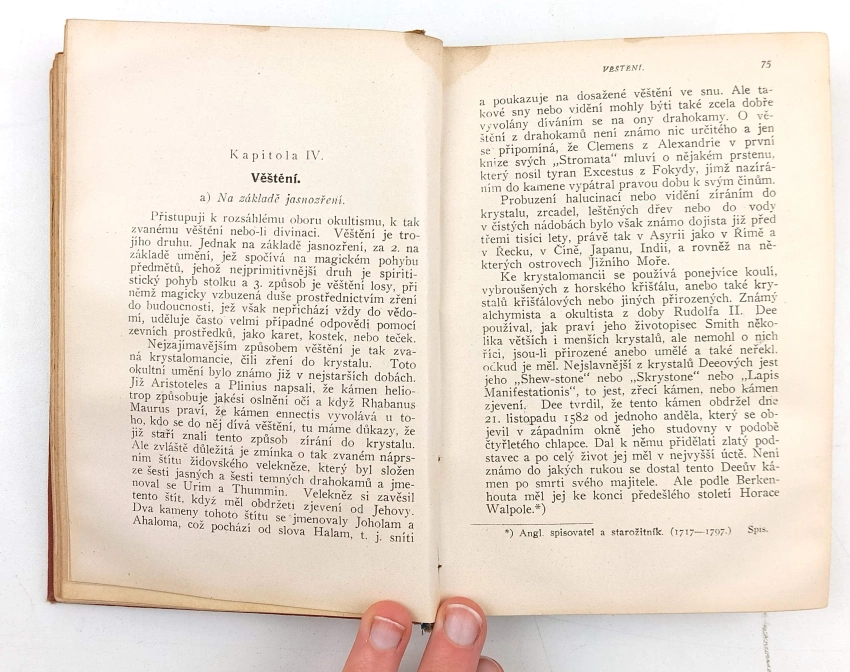 Kapitola IV.
Věštění.
a) Na základě jasnozření.
Přistupuji k rozsáhlému oboru okultismu, k tak
zvanému věštění nebo-li divinaci. Věštění je tro-
jího druhu. Jednak na základě jasnozření, za 2. na
základě umění, jež spočívá na magickém pohybu
předmětů, jehož nejprimitivnější druh je spiriti-
stický pohyb stolku a 3. způsob je věštění losy, při
němž magicky vzbuzená duše prostřednictvím zření
do budoucnosti, jež však nepřichází vždy do vědo-
mí, uděluje často velmi případné odpovědi pomocí
zevních prostředků, jako karet, kostek, nebo teček.
Nejzajímavějším způsobem věštění je tak zva-
ná krystalomancie, čili zření do krystalu. Toto
okultní umění bylo známo již v nejstarších dobách.
Již Aristoteles a Plinius napsali, že kámen helio-
trop způsobuje jakési oslnění očí a když Rhabanus
Maurus praví, že kámen ennectis vyvolává u to-
ho, kdo se do něj dívá věštění, tu máme důkazy, že
již staří znali tento způsob zírání do krystalu.
Ale zvláště důležitá je zmínka o tak zvaném náprs-
ním štítu židovského velekněze, který byl složen
ze šesti jasných a šesti temných drahokamů a jme-
noval se Urim a Thummin. Velekněz si zavěsil
tento štít, když měl obdržeti zjevení od Jehovy.
Dva kameny tohoto štítu se jmenovaly Joholam a
Ahaloma, což pochází od slova Halam, t. j. sníti
VĚŠTĚNÍ. 75
a poukazuje na dosažené věštění ve snu. Ale ta-
kové sny nebo vidění mohly býti také zcela dobře
vyvolány díváním se na ony drahokamy. O vě-
štění z drahokamů není známo nic určitého a jen
se připomíná, že Clemens z Alexandrie v první
knize svých „Stromata" mluví o nějakém prstenu,
který nosil tyran Excestus z Fokydy, jímž nazírá-
ním do kamene vypátral pravou dobu k svým činům.
Probuzení halucinací nebo vidění zíráním do
krystalu, zrcadel, leštěných dřev nebo do vody
v čistých nádobách bylo však známo dojista již před
třemi tisíci lety, právě tak v Asyrii jako v Římě a
v Řecku, v Číně, Japanu, Indii, a rovněž na ně-
kterých ostrovech Jižního Moře.
Ke krystalomancii se používá ponejvíce koulí,
vybroušených z horského křišťálu, anebo také kry-
stalů křišťálových nebo jiných přirozených. Známý
alchymista a okultista z doby Rudolfa II. Dee
používal, jak praví jeho životopisec Smith něko-
lika větších i menších krystalů, ale nemohl o nich
říci, jsou-li přirozené anebo umělé a také neřekl,
odkud je měl. Nejslavnější z krystalů Deeových jest
jeho „Shew-stone" nebo „Skrystone" nebo „Lapis
Manifestationis", to jest, zřecí kámen, nebo kámen
zjevení. Dee tvrdil, že tento kámen obdržel dne
21. listopadu 1582 od jednoho anděla, který se ob-
jevil v západním okně jeho studovny v podobě
čtyřletého chlapce. Dal k němu přidělati zlatý pod-
stavec a po celý život jej měl v nejvyšší úctě. Není
známo do jakých rukou se dostal tento Deeův ká-
men po smrti svého majitele. Ale podle Berken-
houta měl jej ke konci předešlého století Horace
Walpole.*)
*) Angl. spisovatel a starožitník. (1717—1797.) Spis.